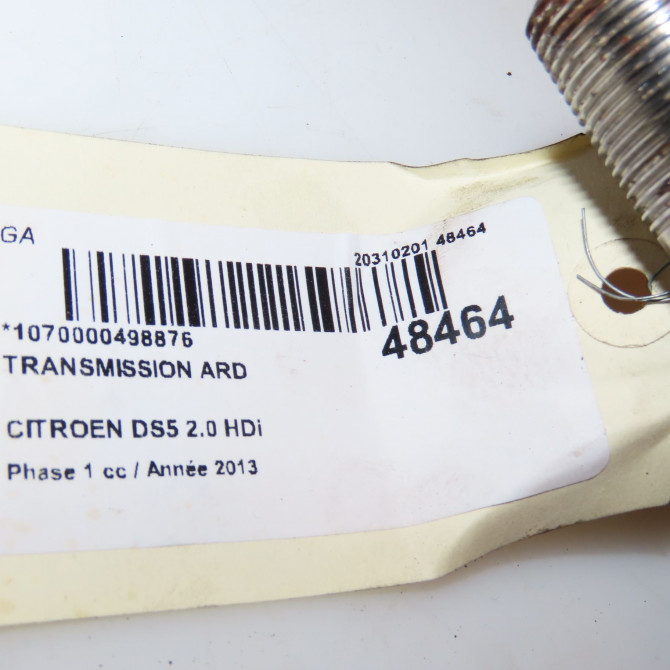 GA
20310201 48464
*1070000498876
48464
TRANSMISSION ARD
CITROEN DS5 2.0 HDi
Phase 1 cc / Année 2013